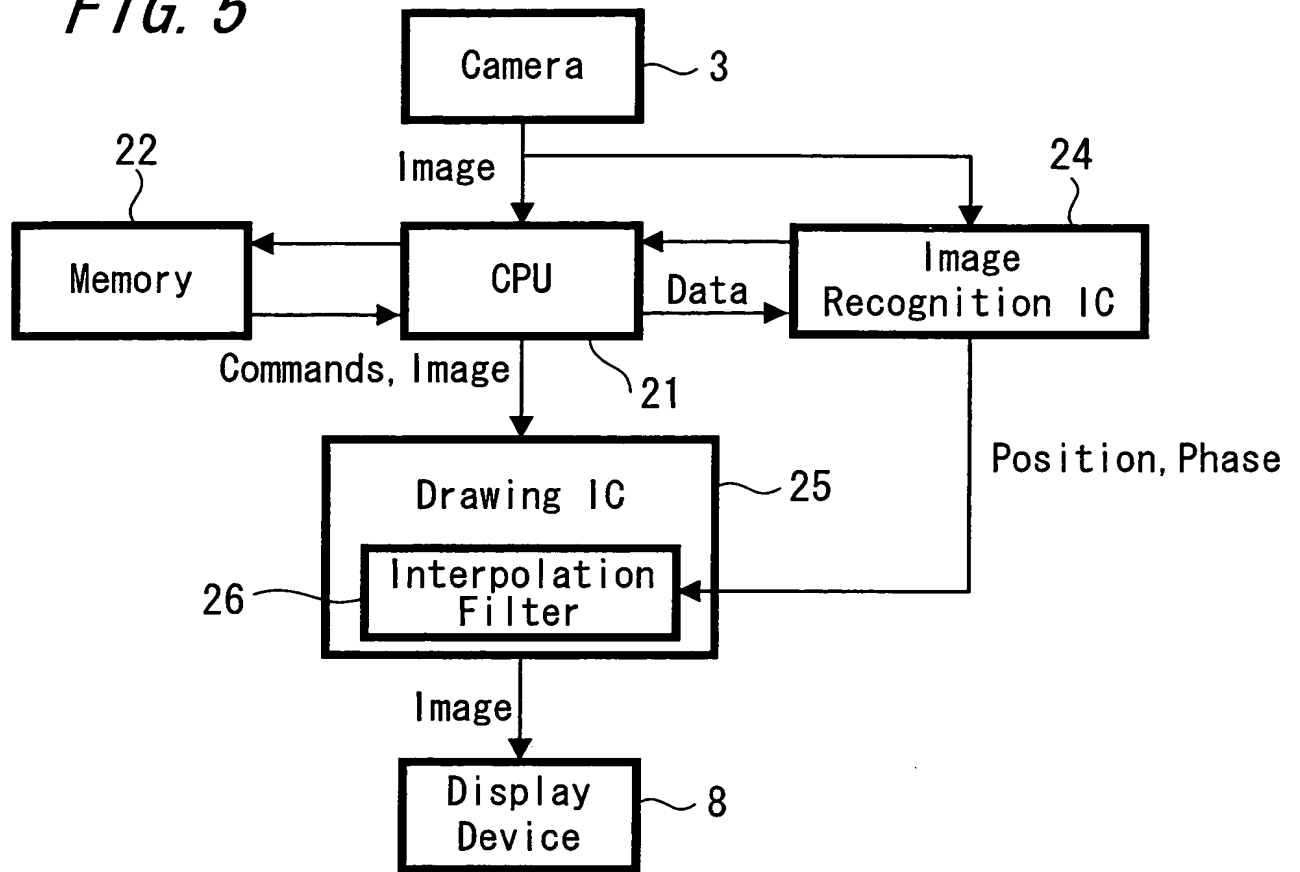 FIG. 5
Camera
3
Image
22
24
Memory
CPU
Data
Image
Recognition IC
Commands, Image
21
Position, Phase
Drawing IC
25
Interpolation
Filter
26
Image
Display
Device
8